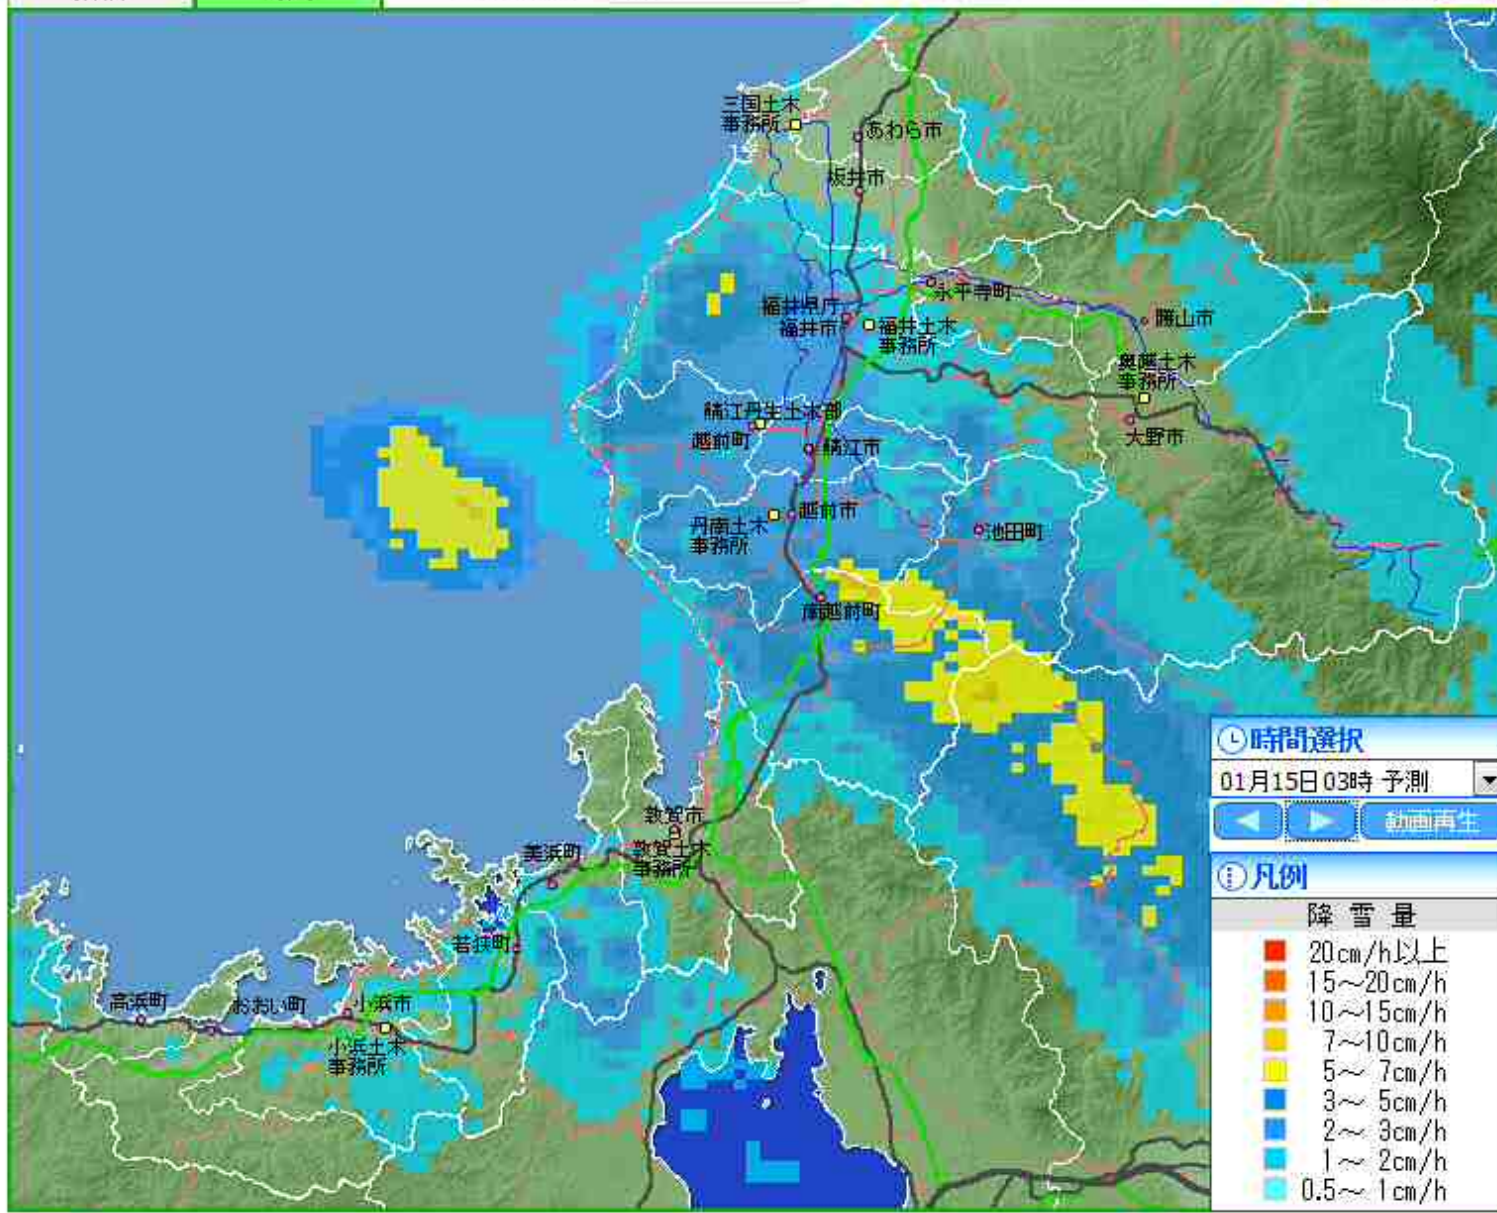 三国土木
事務所
あわら市
坂井市
永平寺町
福井県庁
福井市
福井土木
事務所
勝山市
奥越土木
事務所
鯖江丹生土木部
越前町
鯖江市
大野市
丹南土木
事務所
越前市
池田町
南越前町
敦賀市
敦賀土木
事務所
美浜町
若狭町
高浜町
おおい町
小浜市
小浜土木
事務所
時間選択
01月15日03時 予測
動画再生
凡例
降 雪 量
20cm/h以上
15～20cm/h
10～15cm/h
7～10cm/h
5～ 7cm/h
3～ 5cm/h
2～ 3cm/h
1～ 2cm/h
0.5～ 1cm/h